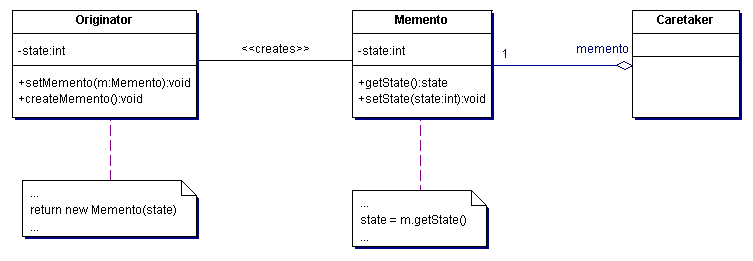 Originator
-state:int
+setMemento(m:Memento):void
+createMemento():void
<<creates>>
Memento
-state:int
+getState():state
+setState(state:int):void
1
memento
Caretaker
...
return new Memento(state)
...
...
state = m.getState()
...